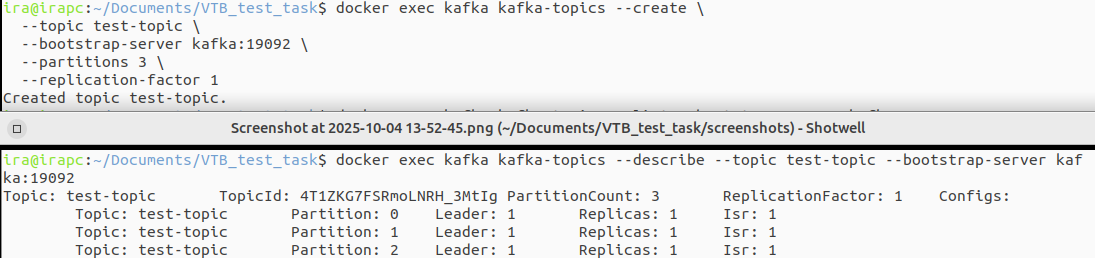 ira@irapc:~/Documents/VTB_test_task$ docker exec kafka kafka-topics --create \
--topic test-topic \
--bootstrap-server kafka:19092 \
--partitions 3 \
--replication-factor 1
Created topic test-topic.
Screenshot at 2025-10-04 13-52-45.png (~/Documents/VTB_test_task/screenshots) - Shotwell
ira@irapc:~/Documents/VTB_test_task$ docker exec kafka kafka-topics --describe --topic test-topic --bootstrap-server kaf
ka:19092
Topic: test-topic TopicId: 4T1ZKG7FSRmoLNRH_3MtIg PartitionCount: 3 ReplicationFactor: 1 Configs:
Topic: test-topic Partition: 0 Leader: 1 Replicas: 1 Isr: 1
Topic: test-topic Partition: 1 Leader: 1 Replicas: 1 Isr: 1
Topic: test-topic Partition: 2 Leader: 1 Replicas: 1 Isr: 1